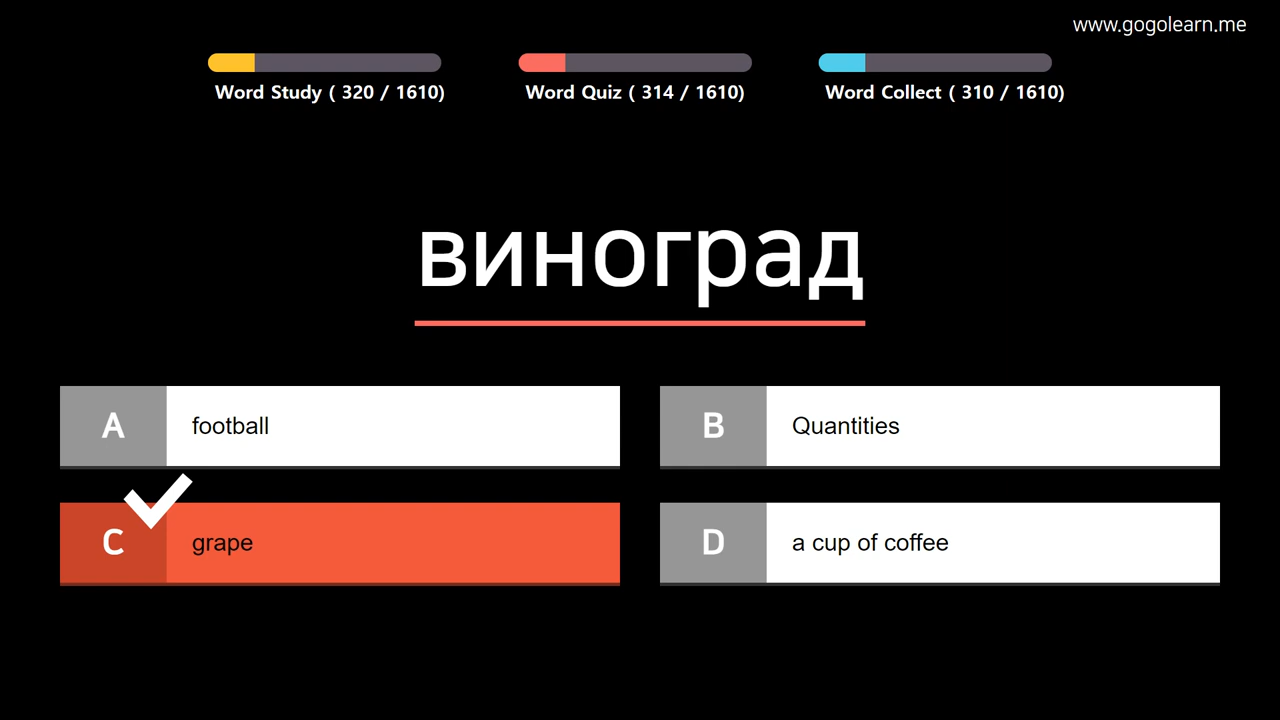 www.gogolearn.me
Word Study ( 320 / 1610)
Word Quiz ( 314 / 1610)
Word Collect ( 310 / 1610)
виноград
A football
B Quantities
C grape
D a cup of coffee